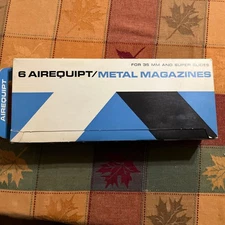 FOR 35 MM AND SUPER SLIDES
6 AIREQUIPT/METAL MAGAZINES
AIREQUIPT